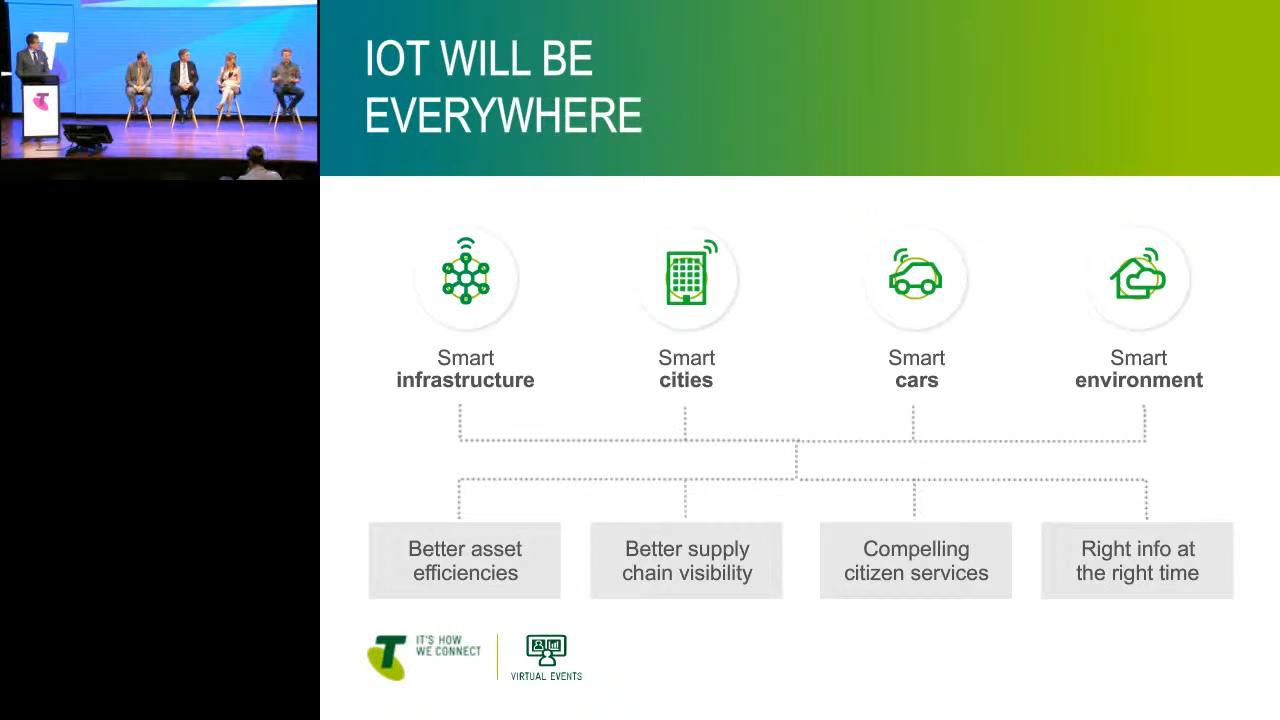 IOT WILL BE
EVERYWHERE
Smart
infrastructure
Smart
cities
Smart
cars
Smart
environment
Better asset
efficiencies
Better supply
chain visibility
Compelling
citizen services
Right info at
the right time
T
IT'S HOW
WE CONNECT
VIRTUAL EVENTS